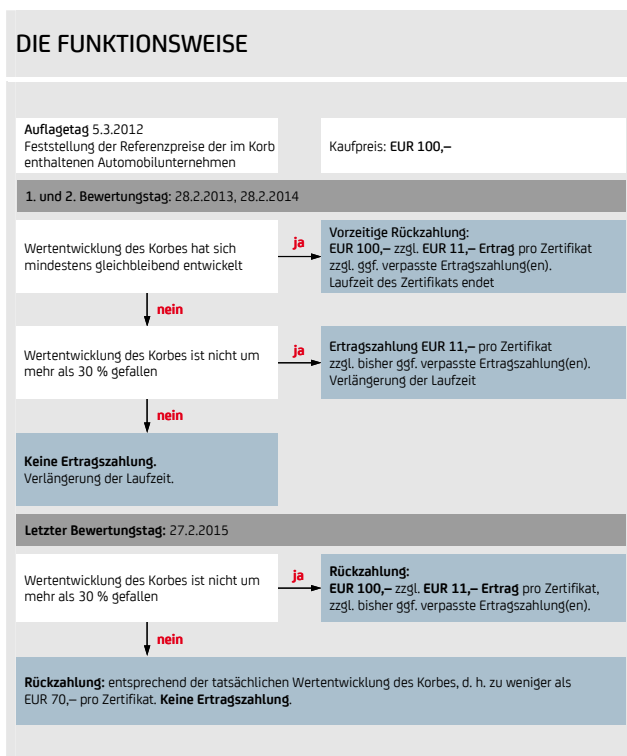 DIE FUNKTIONSWEISE
Auflagetag 5.3.2012
Feststellung der Referenzpreise der im Korb
enthaltenen Automobilunternehmen
Kaufpreis: EUR 100,–
1. und 2. Bewertungstag: 28.2.2013, 28.2.2014
Wertentwicklung des Korbes hat sich
mindestens gleichbleibend entwickelt
ja
Vorzeitige Rückzahlung:
EUR 100,– zzgl. EUR 11,– Ertrag pro Zertifikat
zzgl. ggf. verpasste Ertragszahlung(en).
Laufzeit des Zertifikats endet
nein
Wertentwicklung des Korbes ist nicht um
mehr als 30 % gefallen
ja
Ertragszahlung EUR 11,– pro Zertifikat
zzgl. bisher ggf. verpasste Ertragszahlung(en).
Verlängerung der Laufzeit
nein
Keine Ertragszahlung.
Verlängerung der Laufzeit.
Letzter Bewertungstag: 27.2.2015
Wertentwicklung des Korbes ist nicht um
mehr als 30 % gefallen
ja
Rückzahlung:
EUR 100,– zzgl. EUR 11,– Ertrag pro Zertifikat,
zzgl. bisher ggf. verpasste Ertragszahlung(en).
nein
Rückzahlung: entsprechend der tatsächlichen Wertentwicklung des Korbes, d. h. zu weniger als
EUR 70,– pro Zertifikat. Keine Ertragszahlung.